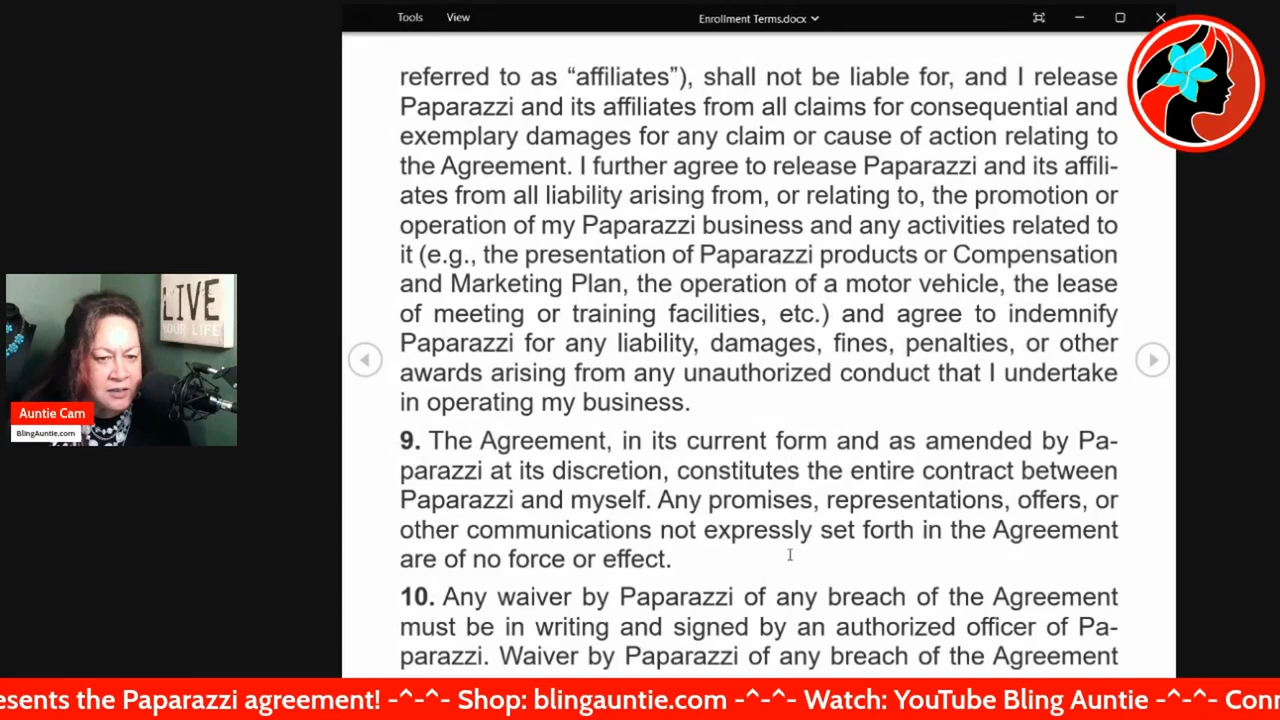 Tools View Enrollment Terms.docx
referred to as “affiliates”), shall not be liable for, and I release
Paparazzi and its affiliates from all claims for consequential and
exemplary damages for any claim or cause of action relating to
the Agreement. I further agree to release Paparazzi and its affili-
ates from all liability arising from, or relating to, the promotion or
operation of my Paparazzi business and any activities related to
it (e.g., the presentation of Paparazzi products or Compensation
and Marketing Plan, the operation of a motor vehicle, the lease
of meeting or training facilities, etc.) and agree to indemnify
Paparazzi for any liability, damages, fines, penalties, or other
awards arising from any unauthorized conduct that I undertake
in operating my business.
9. The Agreement, in its current form and as amended by Pa-
parazzi at its discretion, constitutes the entire contract between
Paparazzi and myself. Any promises, representations, offers, or
other communications not expressly set forth in the Agreement
are of no force or effect.
10. Any waiver by Paparazzi of any breach of the Agreement
must be in writing and signed by an authorized officer of Pa-
parazzi. Waiver by Paparazzi of any breach of the Agreement
LIVE
YOUR LIFE
Auntie Cam
BlingAuntie.com
esents the Paparazzi agreement! -^-^- Shop: blingauntie.com -^-^- Watch: YouTube Bling Auntie -^-^- Conn